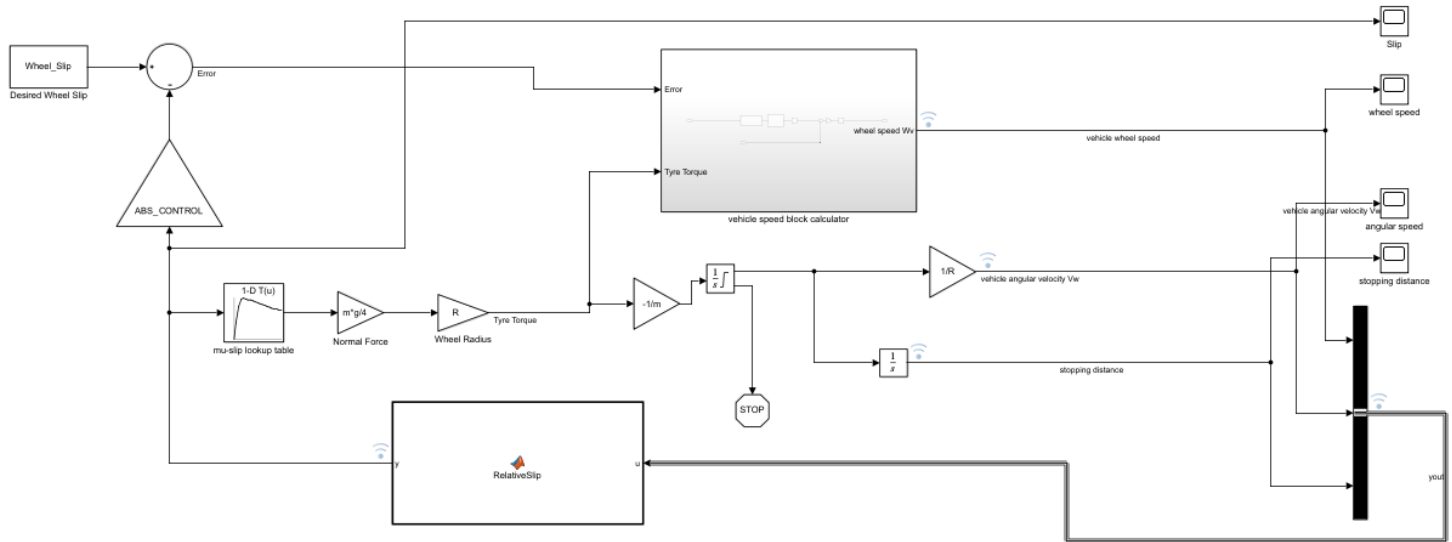 Slip
Wheel_Slip
Desired Wheel Slip
+
-
Error
Error
Tyre Torque
wheel speed Wv
vehicle speed block calculator
vehicle wheel speed
wheel speed
ABS_CONTROL
vehicle angular velocity Vw
angular speed
1-D T(u)
mu-slip lookup table
m*g/4
Normal Force
R
Wheel Radius
Tyre Torque
-1/m
1
s
1/R
vehicle angular velocity Vw
stopping distance
1
s
stopping distance
STOP
y
RelativeSlip
u
yout